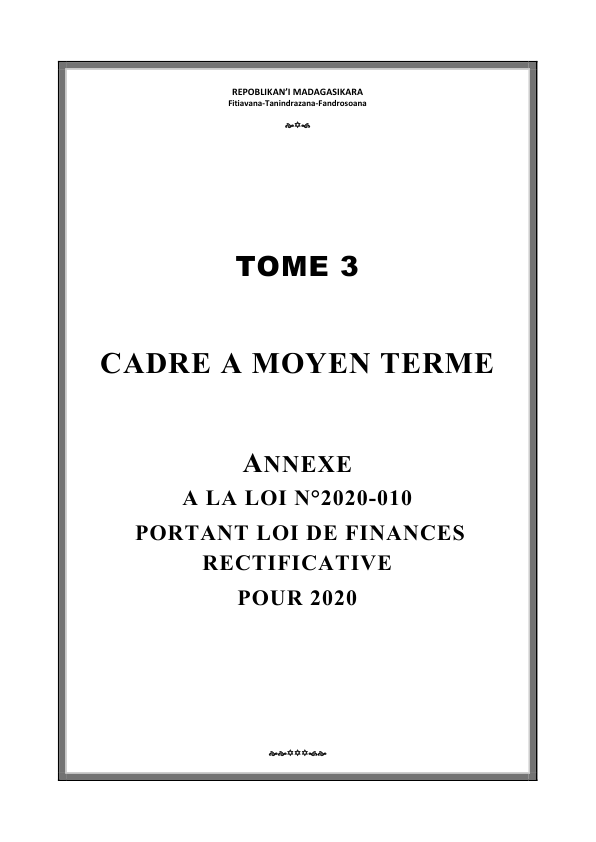 REPOBLIKAN'I MADAGASIKARA
Fitiavana-Tanindrazana-Fandrosoana
TOME 3
CADRE A MOYEN TERME
ANNEXE
A LA LOI N°2020-010
PORTANT LOI DE FINANCES
RECTIFICATIVE
POUR 2020